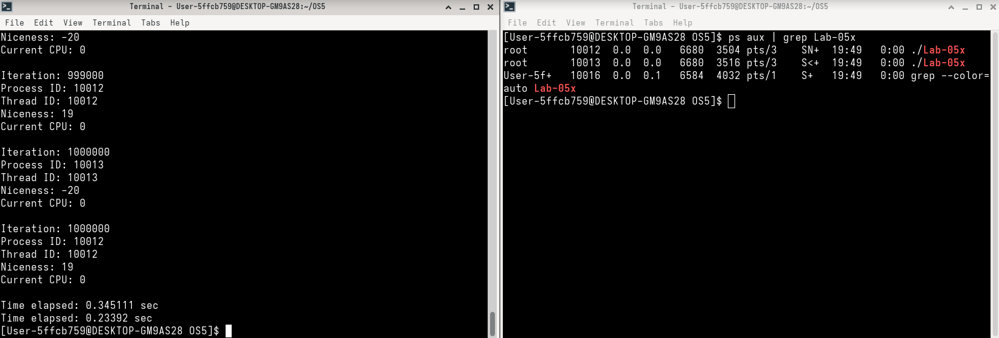 Terminal - User-5ffcb759@DESKTOP-GM9AS28:~/OS5
File Edit View Terminal Tabs Help
Niceness: -20
Current CPU: 0
Iteration: 999000
Process ID: 10012
Thread ID: 10012
Niceness: 19
Current CPU: 0
Iteration: 1000000
Process ID: 10013
Thread ID: 10013
Niceness: -20
Current CPU: 0
Iteration: 1000000
Process ID: 10012
Thread ID: 10012
Niceness: 19
Current CPU: 0
Time elapsed: 0.345111 sec
Time elapsed: 0.23392 sec
[User-5ffcb759@DESKTOP-GM9AS28 OS5]$
Terminal - User-5ffcb759@DESKTOP-GM9AS28:~/OS5
File Edit View Terminal Tabs Help
[User-5ffcb759@DESKTOP-GM9AS28 OS5]$ ps aux | grep Lab-05x
root 10012 0.0 0.0 6680 3504 pts/3 SN+ 19:49 0:00 ./Lab-05x
root 10013 0.0 0.0 6680 3516 pts/3 S<+ 19:49 0:00 ./Lab-05x
User-5f+ 10016 0.0 0.1 6584 4032 pts/1 S+ 19:49 0:00 grep --color=
auto Lab-05x
[User-5ffcb759@DESKTOP-GM9AS28 OS5]$